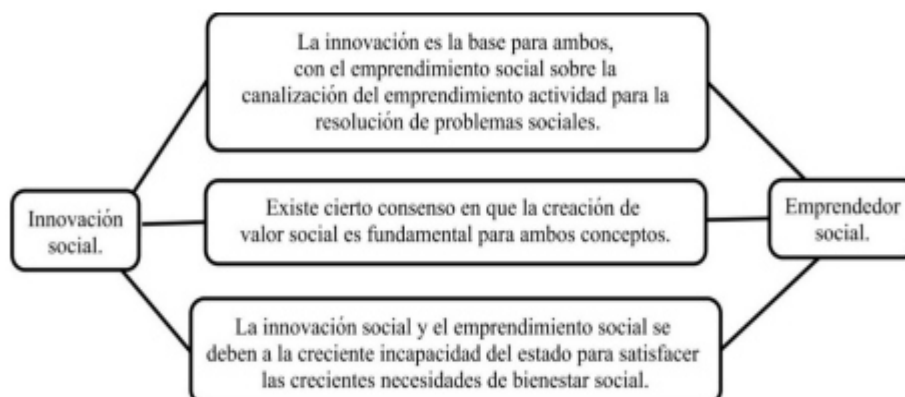 La innovación es la base para ambos,
con el emprendimiento social sobre la
canalización del emprendimiento actividad para la
resolución de problemas sociales.
Innovación
social.
Existe cierto consenso en que la creación de
valor social es fundamental para ambos conceptos.
Emprendedor
social.
La innovación social y el emprendimiento social se
deben a la creciente incapacidad del estado para satisfacer
las crecientes necesidades de bienestar social.